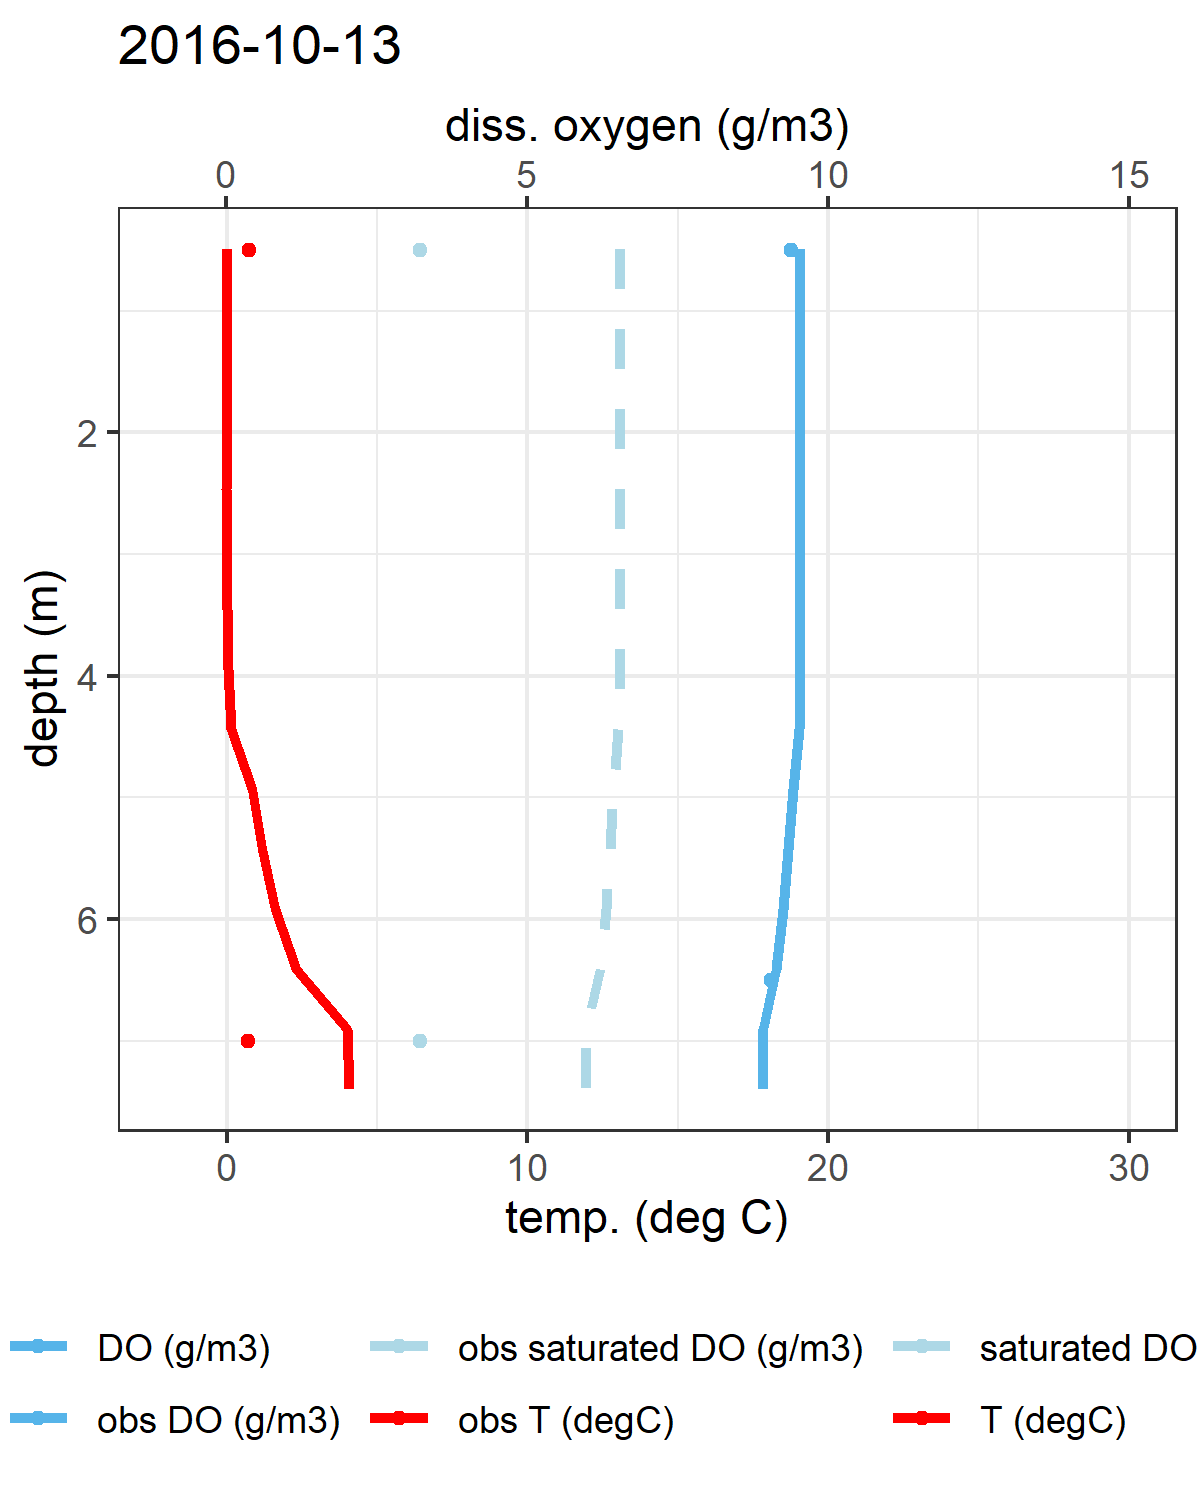 2016-10-13
diss. oxygen (g/m3)
0 5 10 15
depth (m)
2
4
6
0 10 20 30
temp. (deg C)
DO (g/m3) obs saturated DO (g/m3) saturated DO
obs DO (g/m3) obs T (degC) T (degC)